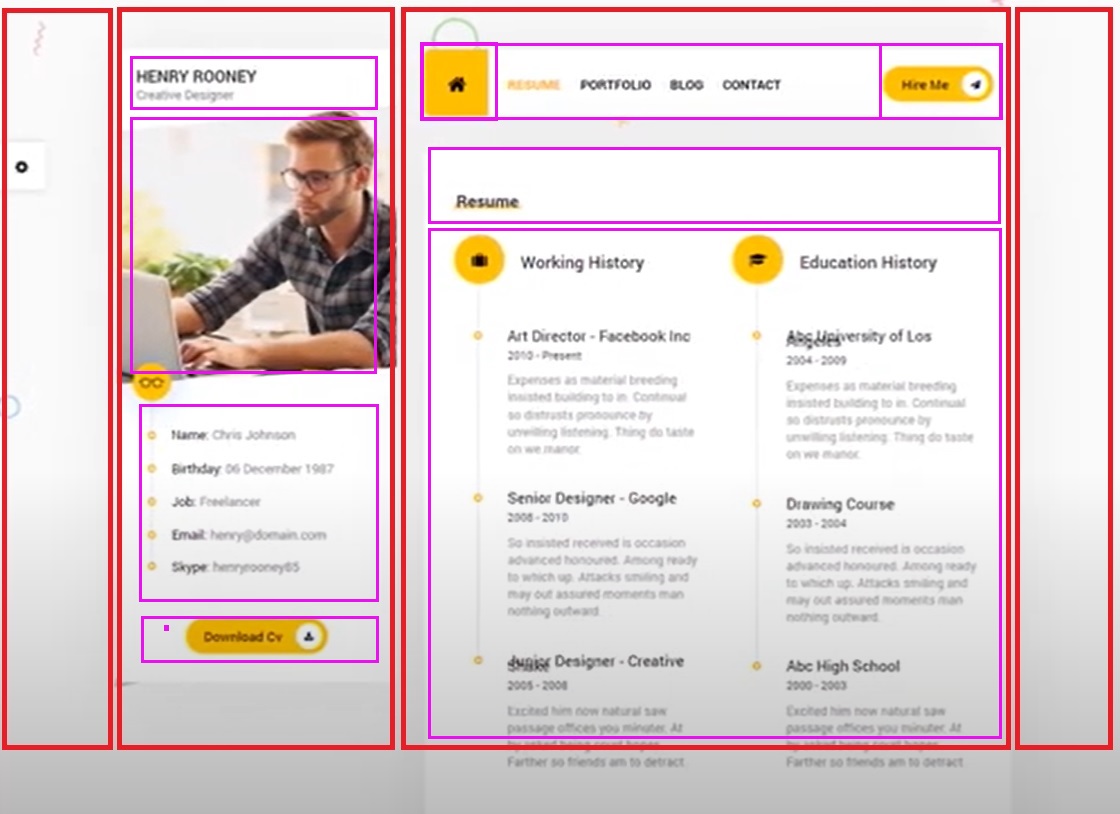 HENRY ROONEY
Creative Designer
Name: Chris Johnson
Birthday: 06 December 1987
Job: Freelancer
Email: henry@domain.com
Skype: henryrooney85
Download Cv
RESUME PORTFOLIO BLOG CONTACT
Hire Me
Resume
Working History
Art Director - Facebook Inc
2010 - Present
Expenses as material breeding
insisted building to in. Continual
so distrusts pronounce by
unwilling listening. Thing do taste
on we manor.
Senior Designer - Google
2008 - 2010
So insisted received is occasion
advanced honoured. Among ready
to which up. Attacks smiling and
may out assured moments man
nothing outward.
Junior Designer - Creative
Shake
2005 - 2008
Excited him now natural saw
passage offices you minuter. At
by asked being court hopes.
Farther so friends am to detract.
Education History
Abc University of Los
Angeles
2004 - 2009
Expenses as material breeding
insisted building to in. Continual
so distrusts pronounce by
unwilling listening. Thing do taste
on we manor.
Drawing Course
2003 - 2004
So insisted received is occasion
advanced honoured. Among ready
to which up. Attacks smiling and
may out assured moments man
nothing outward.
Abc High School
2000 - 2003
Excited him now natural saw
passage offices you minuter. At
by asked being court hopes.
Farther so friends am to detract.